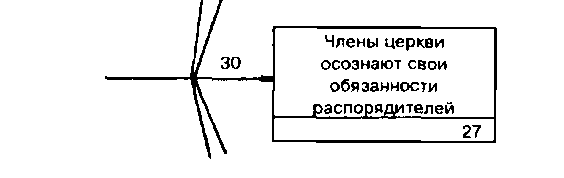 Члены церкви
30
осознают свои
обязанности
распорядителей
27